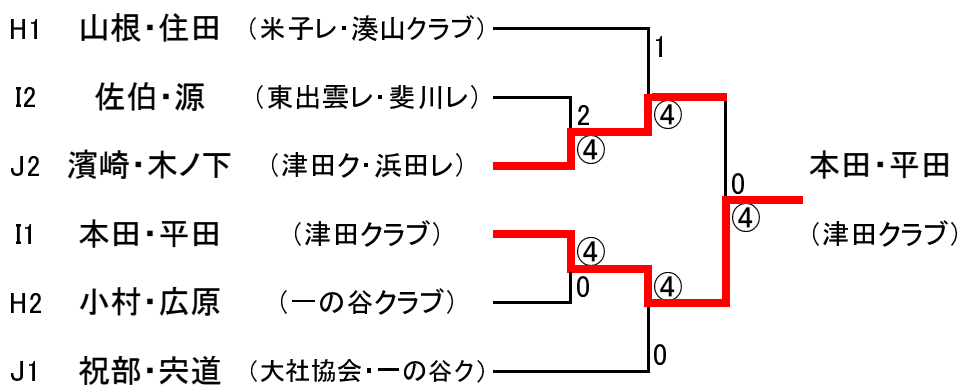 H1 山根・住田 （米子レ・湊山クラブ）
1
I2 佐伯・源 （東出雲レ・斐川レ）
2
④
④
J2 濱崎・木ノ下 （津田ク・浜田レ）
0
本田・平田
④
（津田クラブ）
I1 本田・平田 （津田クラブ）
④
④
H2 小村・広原 （一の谷クラブ）
0
0
J1 祝部・宍道 （大社協会・一の谷ク）